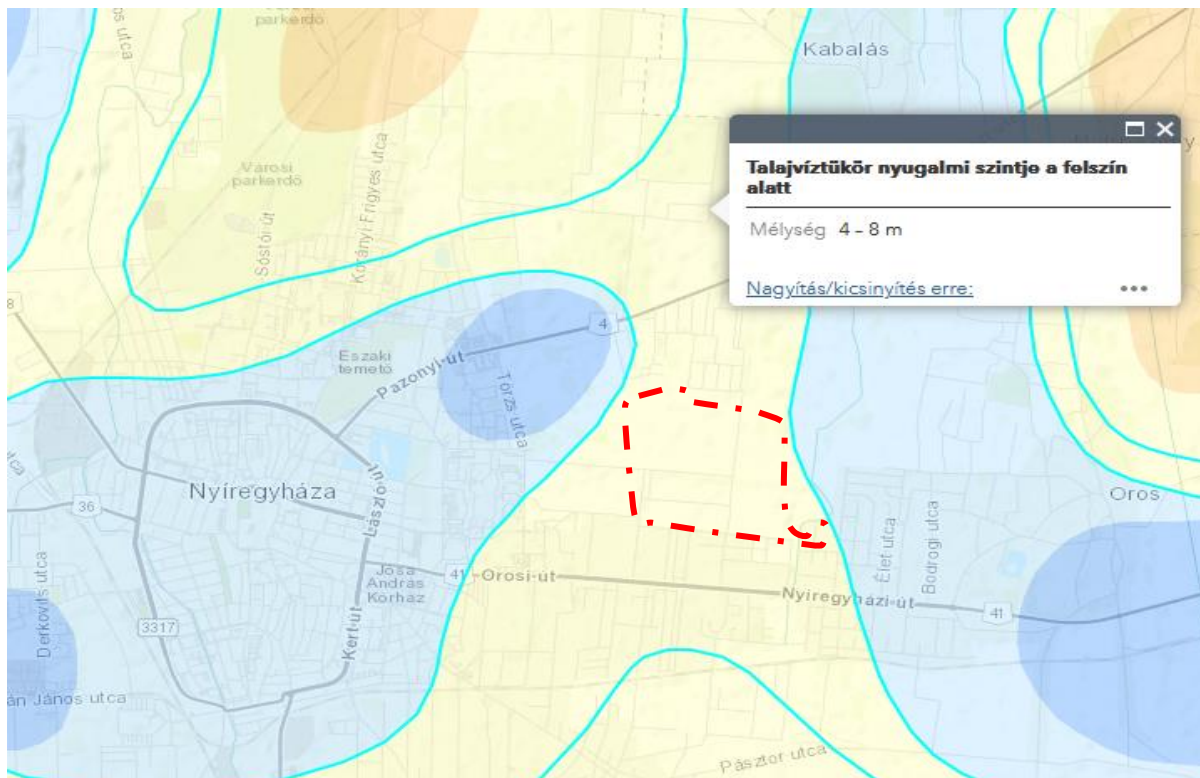 parkerdő
Kabalás
Talajvíztükör nyugalmi szintje a felszín
alatt
Mélység 4 – 8 m
Nagyítás/kicsinyítés erre:
Városi
parkerdő
Sóstói út
Korányi Frigyes utca
8
4
Északi
temető
Pazonyi-út
Törzs utca
Nyíregyháza
László
Oros
36
Élet utca
Bodrogi utca
Jósa
András
Kórház
41
Orosi-út
Nyíregyházi-út
41
Derkovits utca
3317
Kert-út
án János utca
Pásztor utca